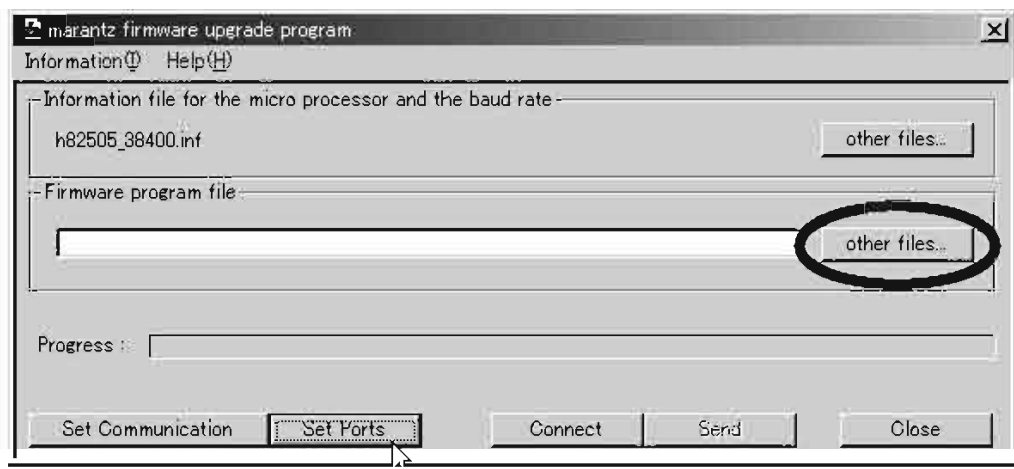 marantz firmware upgrade program
Information(I) Help(H)
Information file for the micro processor and the baud rate
h82505_38400.inf other files...
Firmware program file
other files...
Progress :
Set Communication Set Ports Connect Send Close